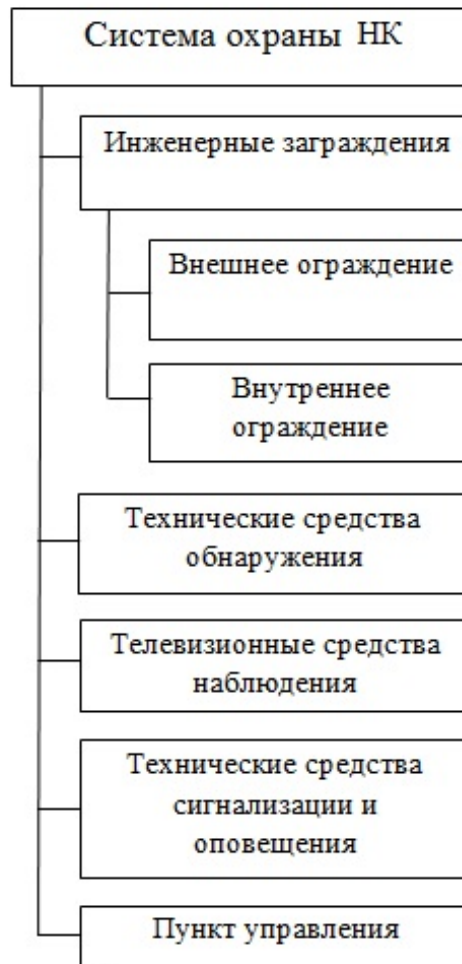 Система охраны НК
Инженерные заграждения
Внешнее ограждение
Внутреннее
ограждение
Технические средства
обнаружения
Телевизионные средства
наблюдения
Технические средства
сигнализации и
оповещения
Пункт управления